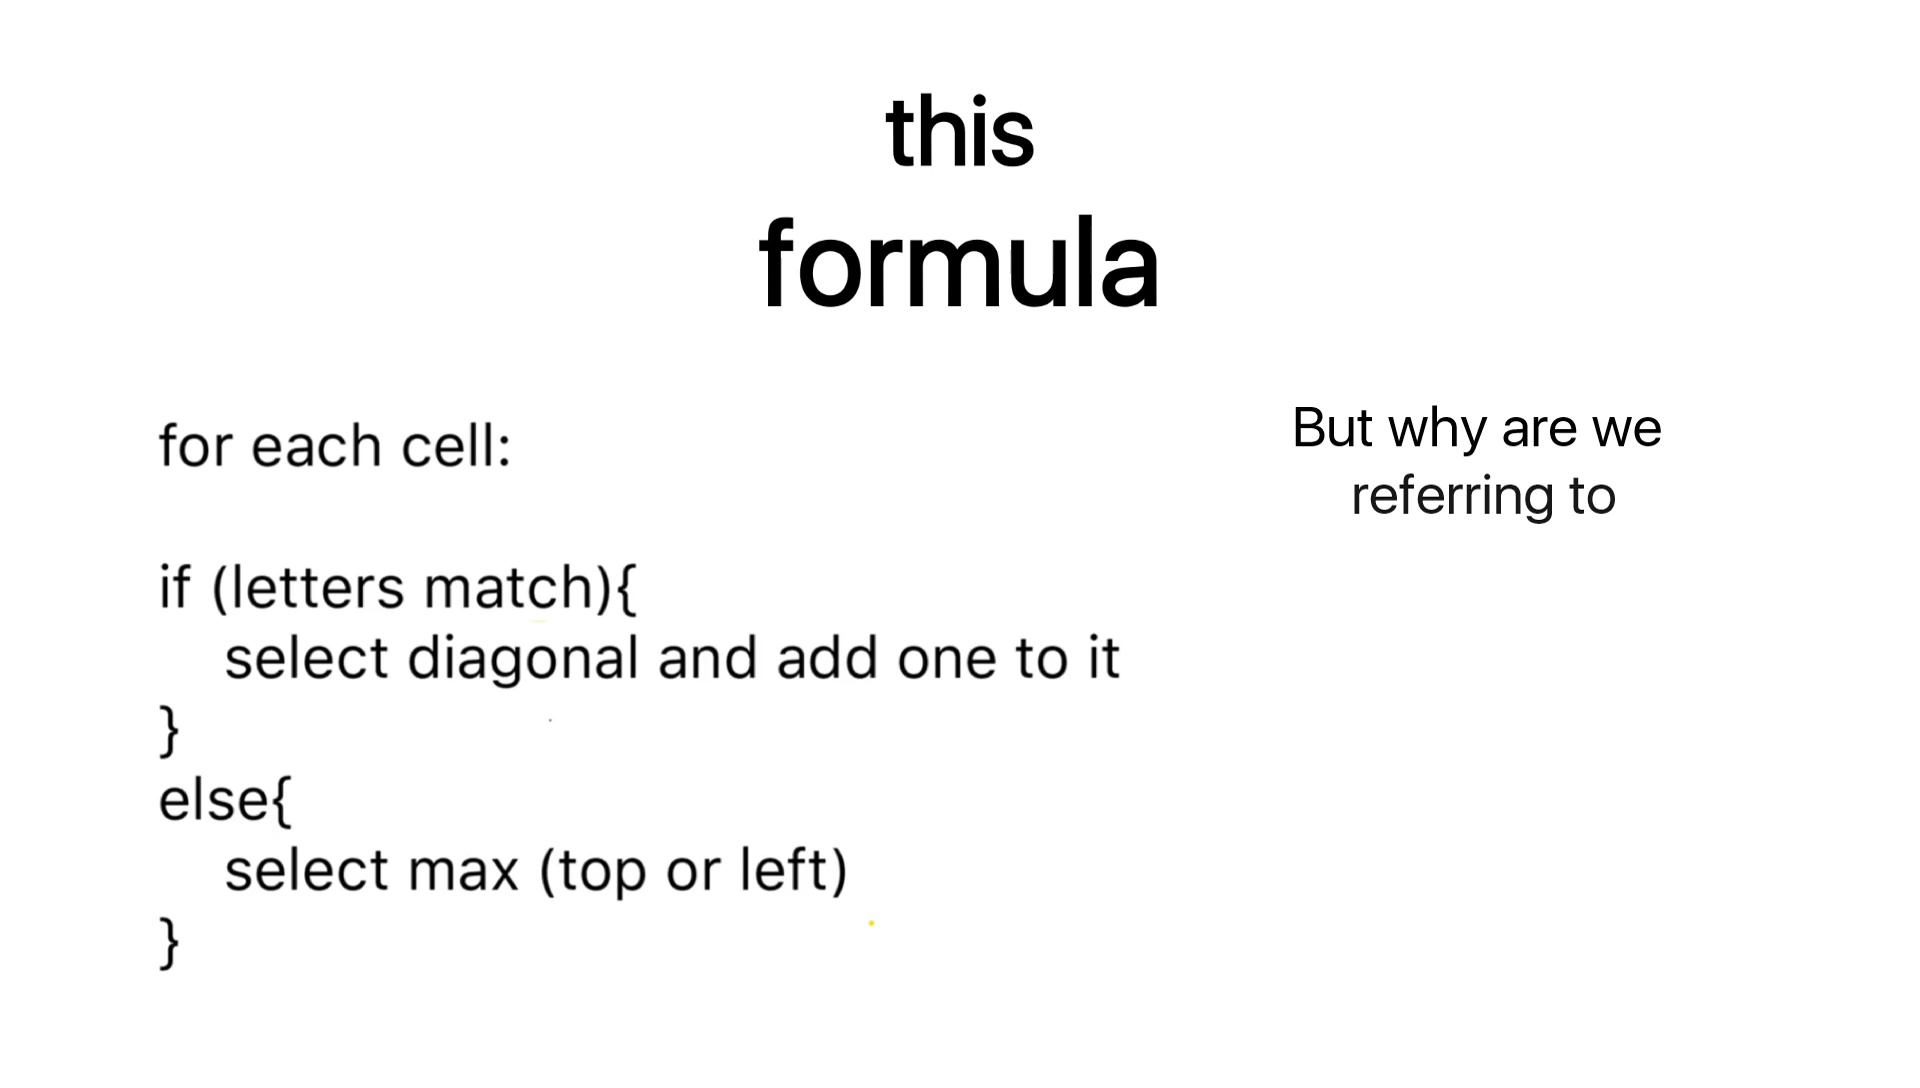 this
formula
for each cell:
if (letters match){
select diagonal and add one to it
}
else{
select max (top or left)
}
But why are we
referring to